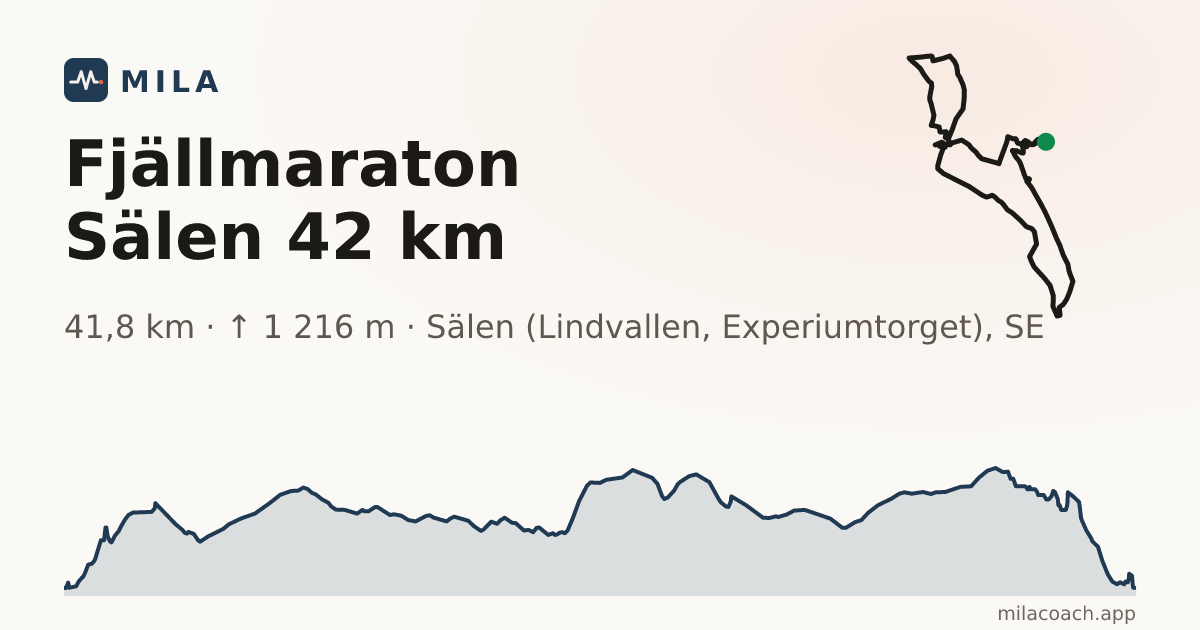 MILA
Fjällmaraton
Sälen 42 km
41,8 km · ↑ 1 216 m · Sälen (Lindvallen, Experiumtorget), SE
milacoach.app